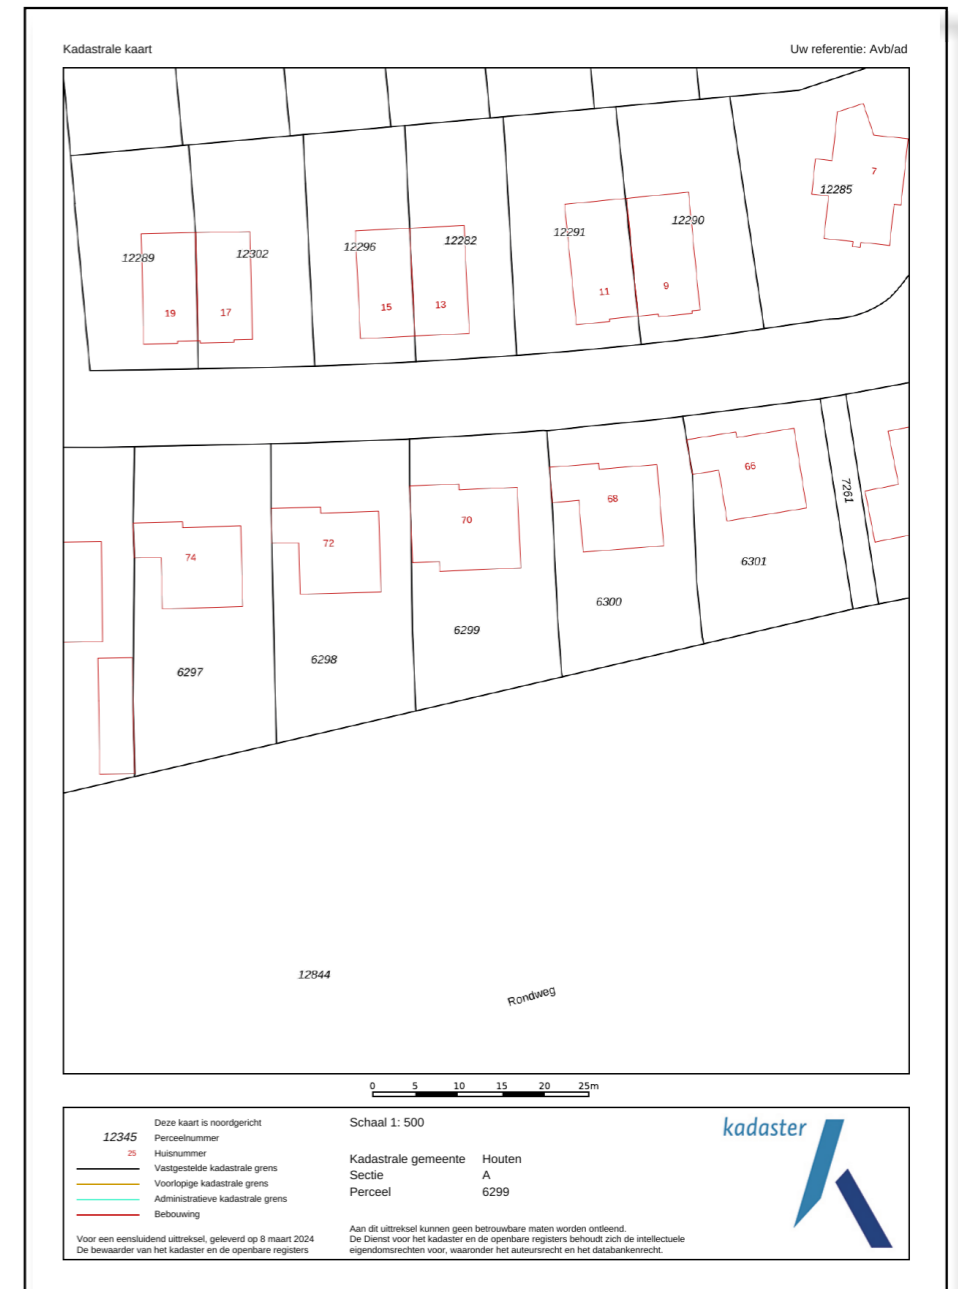 Kadastrale kaart
Uw referentie: Avb/ad
7
12285
12290
12291
12282
12296
12302
12289
9
11
13
15
17
19
66
7261
68
70
72
74
6301
6300
6299
6298
6297
12844
Rondweg
0 5 10 15 20 25m
12345
25
Deze kaart is noordgericht
Perceelnummer
Huisnummer
Vastgestelde kadastrale grens
Voorlopige kadastrale grens
Administratieve kadastrale grens
Bebouwing
Voor een eensluidend uittreksel, geleverd op 8 maart 2024
De bewaarder van het kadaster en de openbare registers
Schaal 1: 500
Kadastrale gemeente Houten
Sectie A
Perceel 6299
Aan dit uittreksel kunnen geen betrouwbare maten worden ontleend.
De Dienst voor het kadaster en de openbare registers behoudt zich de intellectuele
eigendomsrechten voor, waaronder het auteursrecht en het databankenrecht.
kadaster